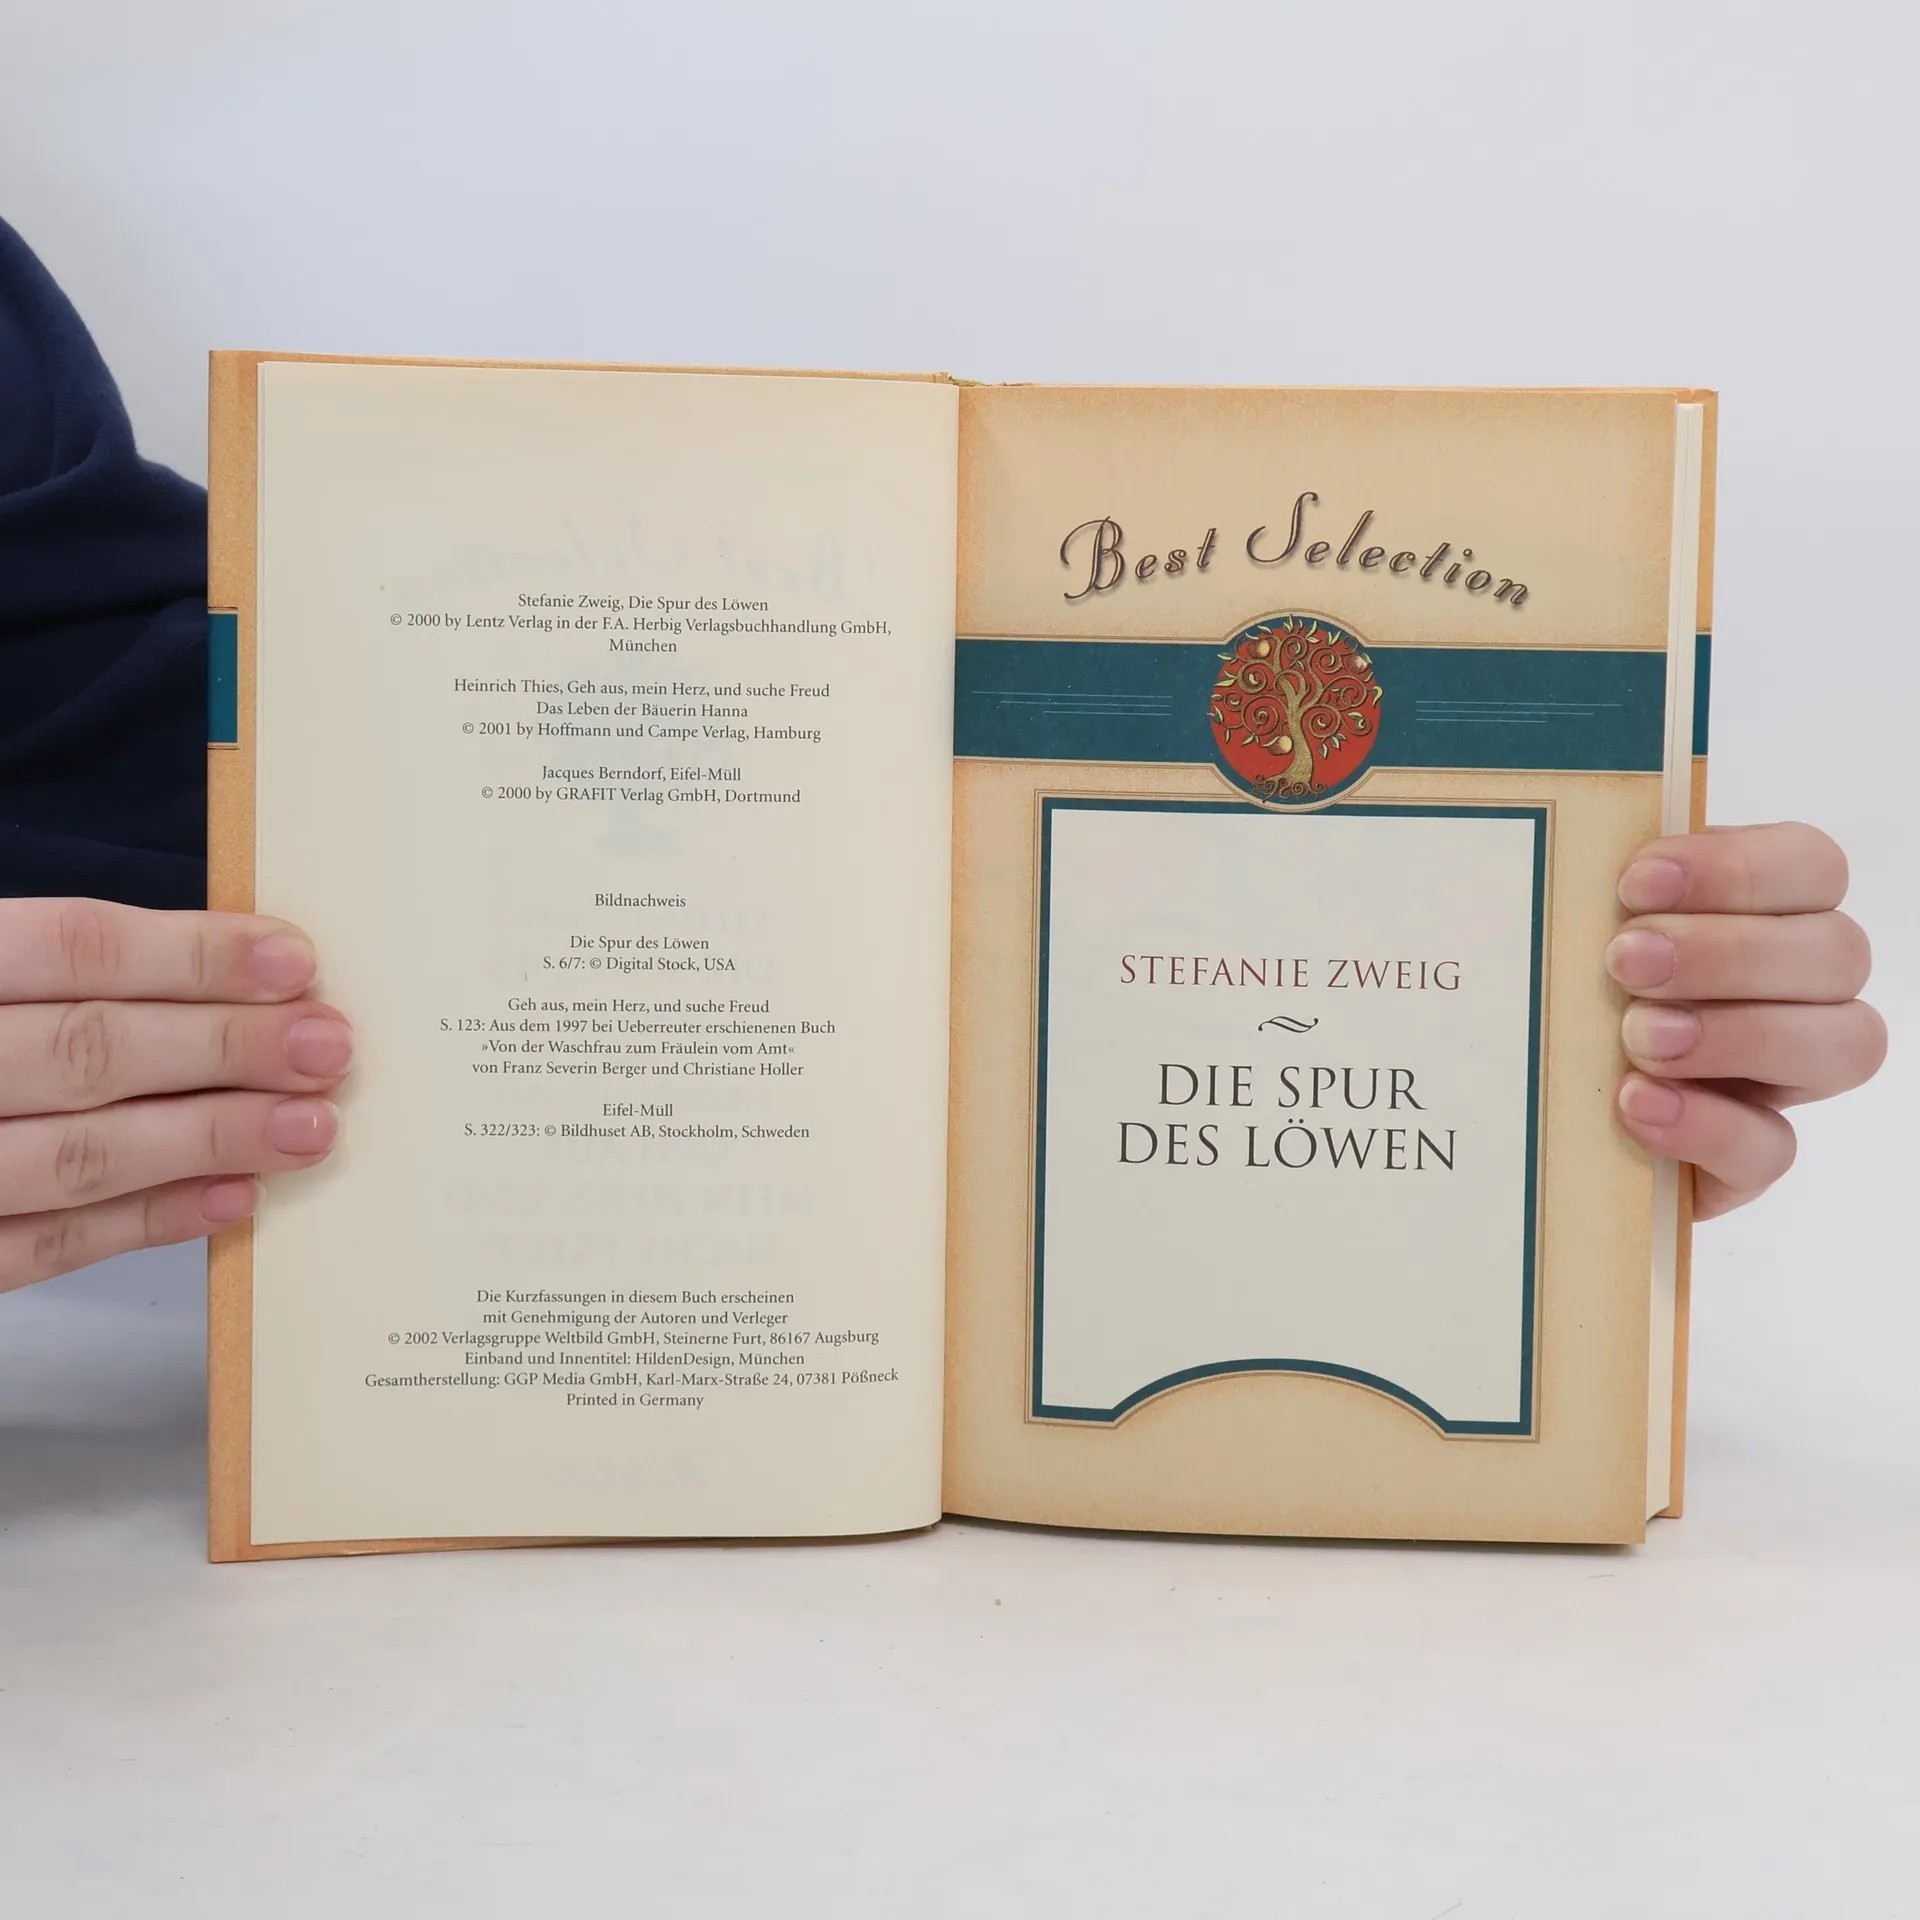 Stefanie Zweig, Die Spur des Löwen
© 2000 by Lentz Verlag in der F.A. Herbig Verlagsbuchhandlung GmbH,
München
Heinrich Thies, Geh aus, mein Herz, und suche Freud
Das Leben der Bäuerin Hanna
© 2001 by Hoffmann und Campe Verlag, Hamburg
Jacques Berndorf, Eifel-Müll
© 2000 by GRAFIT Verlag GmbH, Dortmund
Bildnachweis
Die Spur des Löwen
S. 6/7: © Digital Stock, USA
Geh aus, mein Herz, und suche Freud
S. 123: Aus dem 1997 bei Ueberreuter erschienenen Buch
»Von der Waschfrau zum Fräulein vom Amt«
von Franz Severin Berger und Christiane Holler
Eifel-Müll
S. 322/323: © Bildhuset AB, Stockholm, Schweden
Die Kurzfassungen in diesem Buch erscheinen
mit Genehmigung der Autoren und Verleger
© 2002 Verlagsgruppe Weltbild GmbH, Steinerne Furt, 86167 Augsburg
Einband und Innentitel: HildenDesign, München
Gesamtherstellung: GGP Media GmbH, Karl-Marx-Straße 24, 07381 Pößneck
Printed in Germany
Best Selection
STEFANIE ZWEIG
DIE SPUR
DES LÖWEN